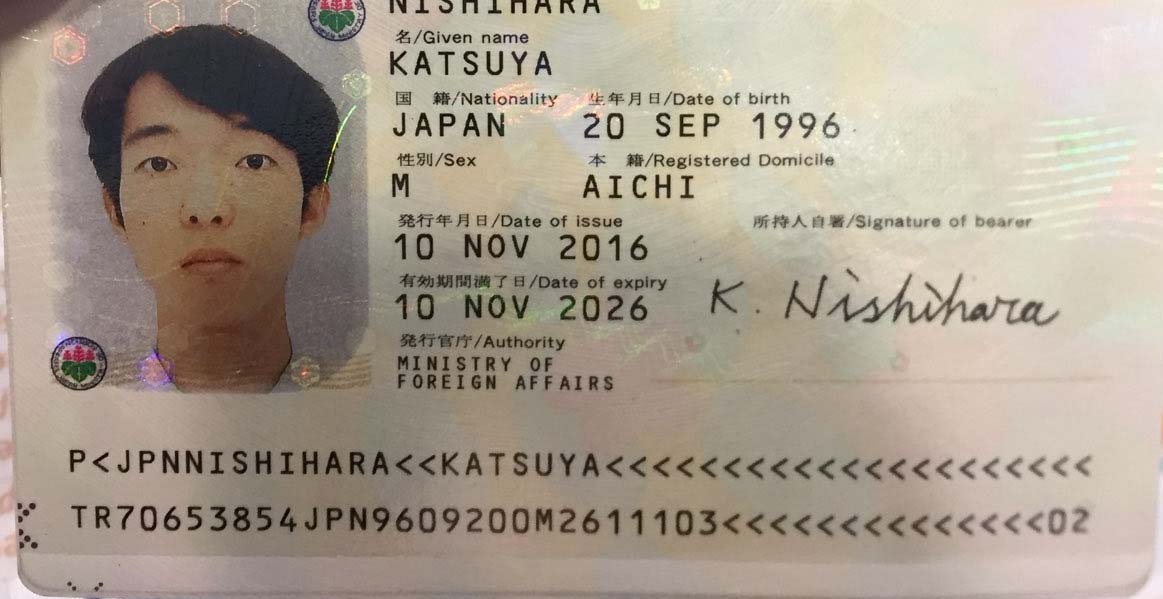 NISHIHARA
名/Given name
KATSUYA
国 籍/Nationality 生年月日/Date of birth
JAPAN 20 SEP 1996
性別/Sex 本 籍/Registered Domicile
M AICHI
発行年月日/Date of issue 所持人自署/Signature of bearer
10 NOV 2016
有効期間満了日/Date of expiry
10 NOV 2026 K. Nishihara
発行官庁/Authority
MINISTRY OF
FOREIGN AFFAIRS
P<JPNNISHIHARA<<KATSUYA<<<<<<<<<<<<<<<<<<<<<
TR70653854JPN9609200M2611103<<<<<<<<<<<<<<02